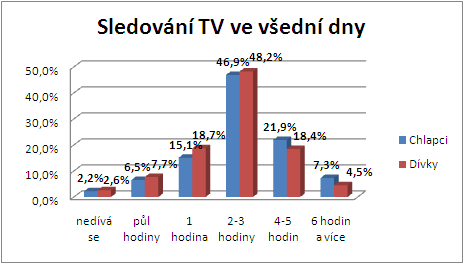 Sledování TV ve všední dny
50,0%
40,0%
30,0%
20,0%
10,0%
0,0%
2,2%
2,6%
6,5%
7,7%
15,1%
18,7%
46,9%
48,2%
21,9%
18,4%
7,3%
4,5%
nedívá
se
půl
hodiny
1
hodina
2-3
hodiny
4-5
hodin
6 hodin
a více
Chlapci
Dívky